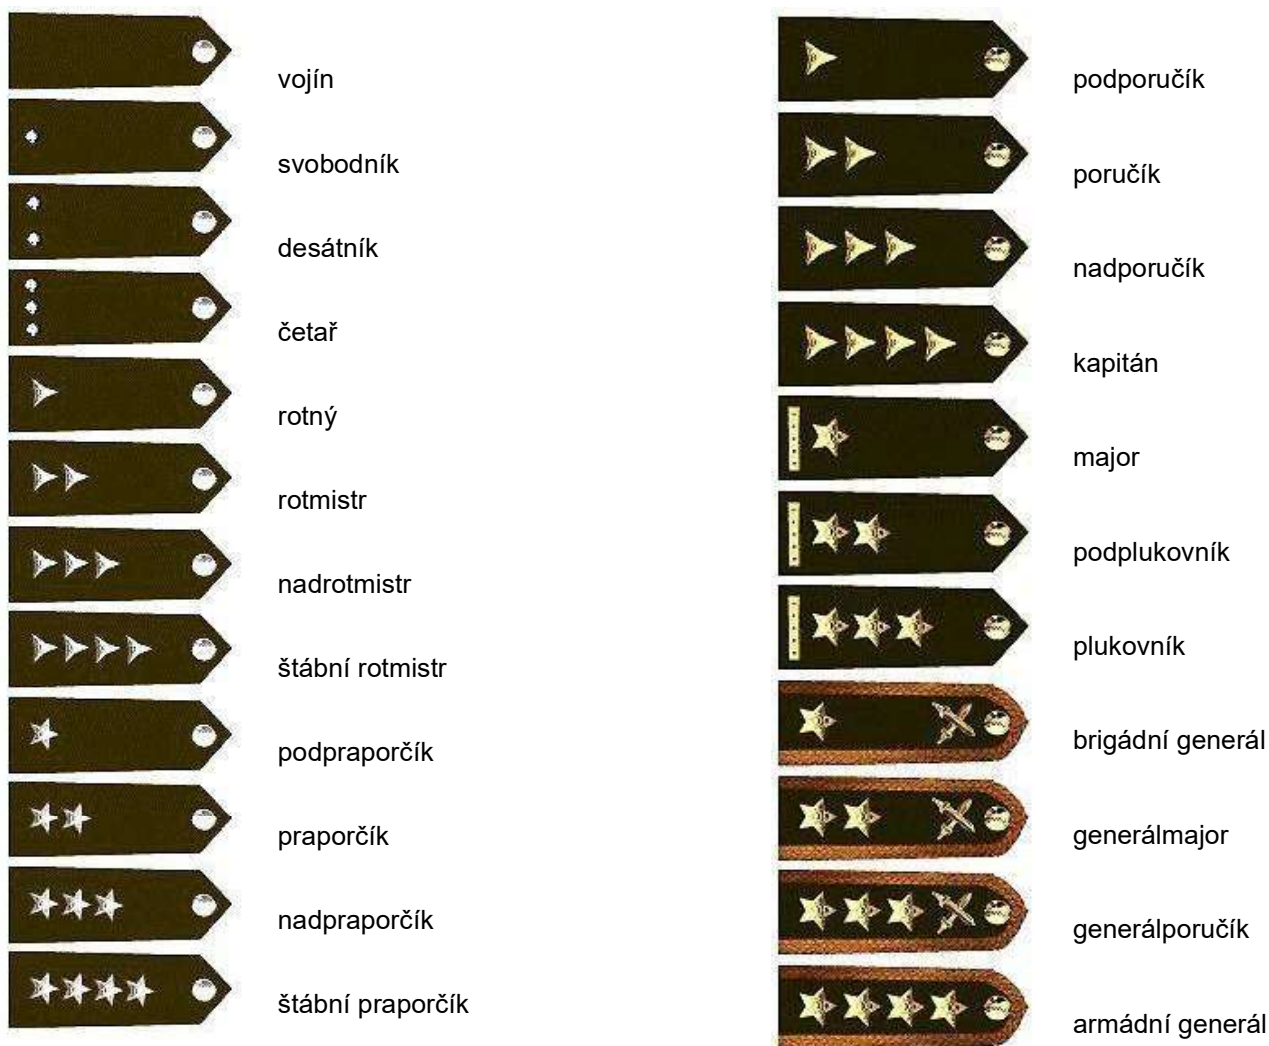 vojín
svobodník
desátník
četař
rotný
rotmistr
nadrotmistr
štábní rotmistr
podpraporčík
praporčík
nadpraporčík
štábní praporčík
podporučík
poručík
nadporučík
kapitán
major
podplukovník
plukovník
brigádní generál
generálmajor
generálporučík
armádní generál